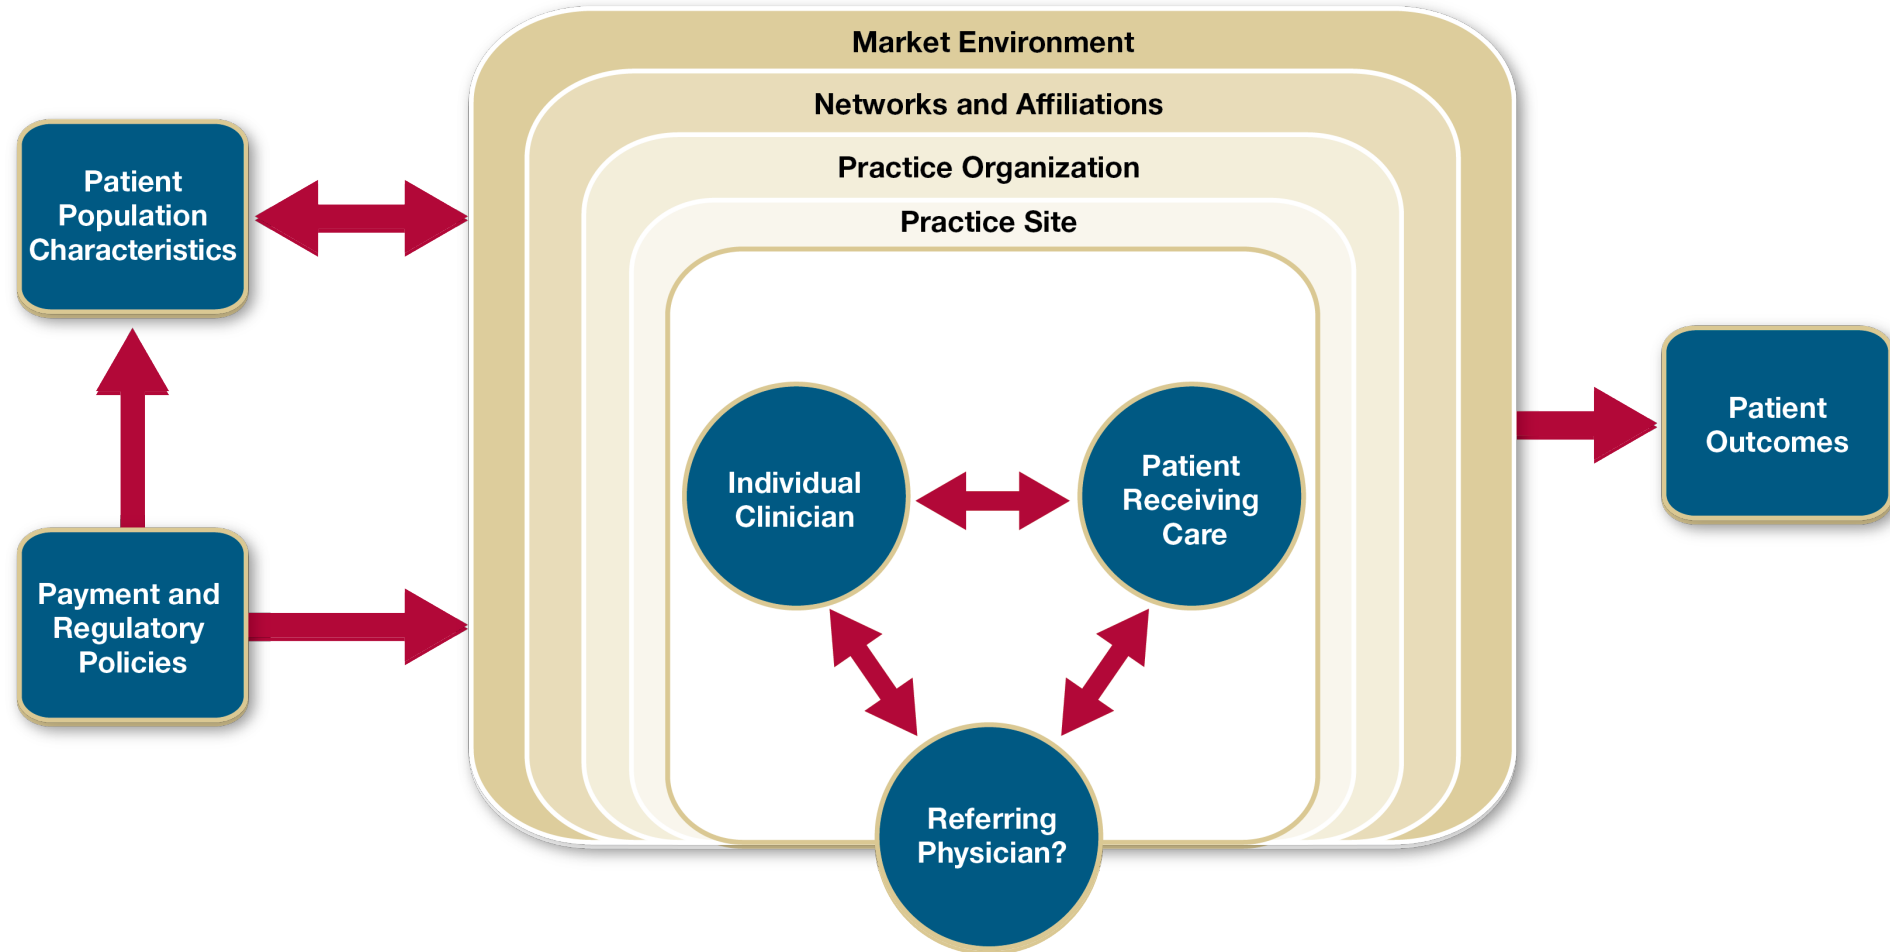 Market Environment
Networks and Affiliations
Practice Organization
Practice Site
Patient
Population
Characteristics
Payment and
Regulatory
Policies
Individual
Clinician
Patient
Receiving
Care
Referring
Physician?
Patient
Outcomes